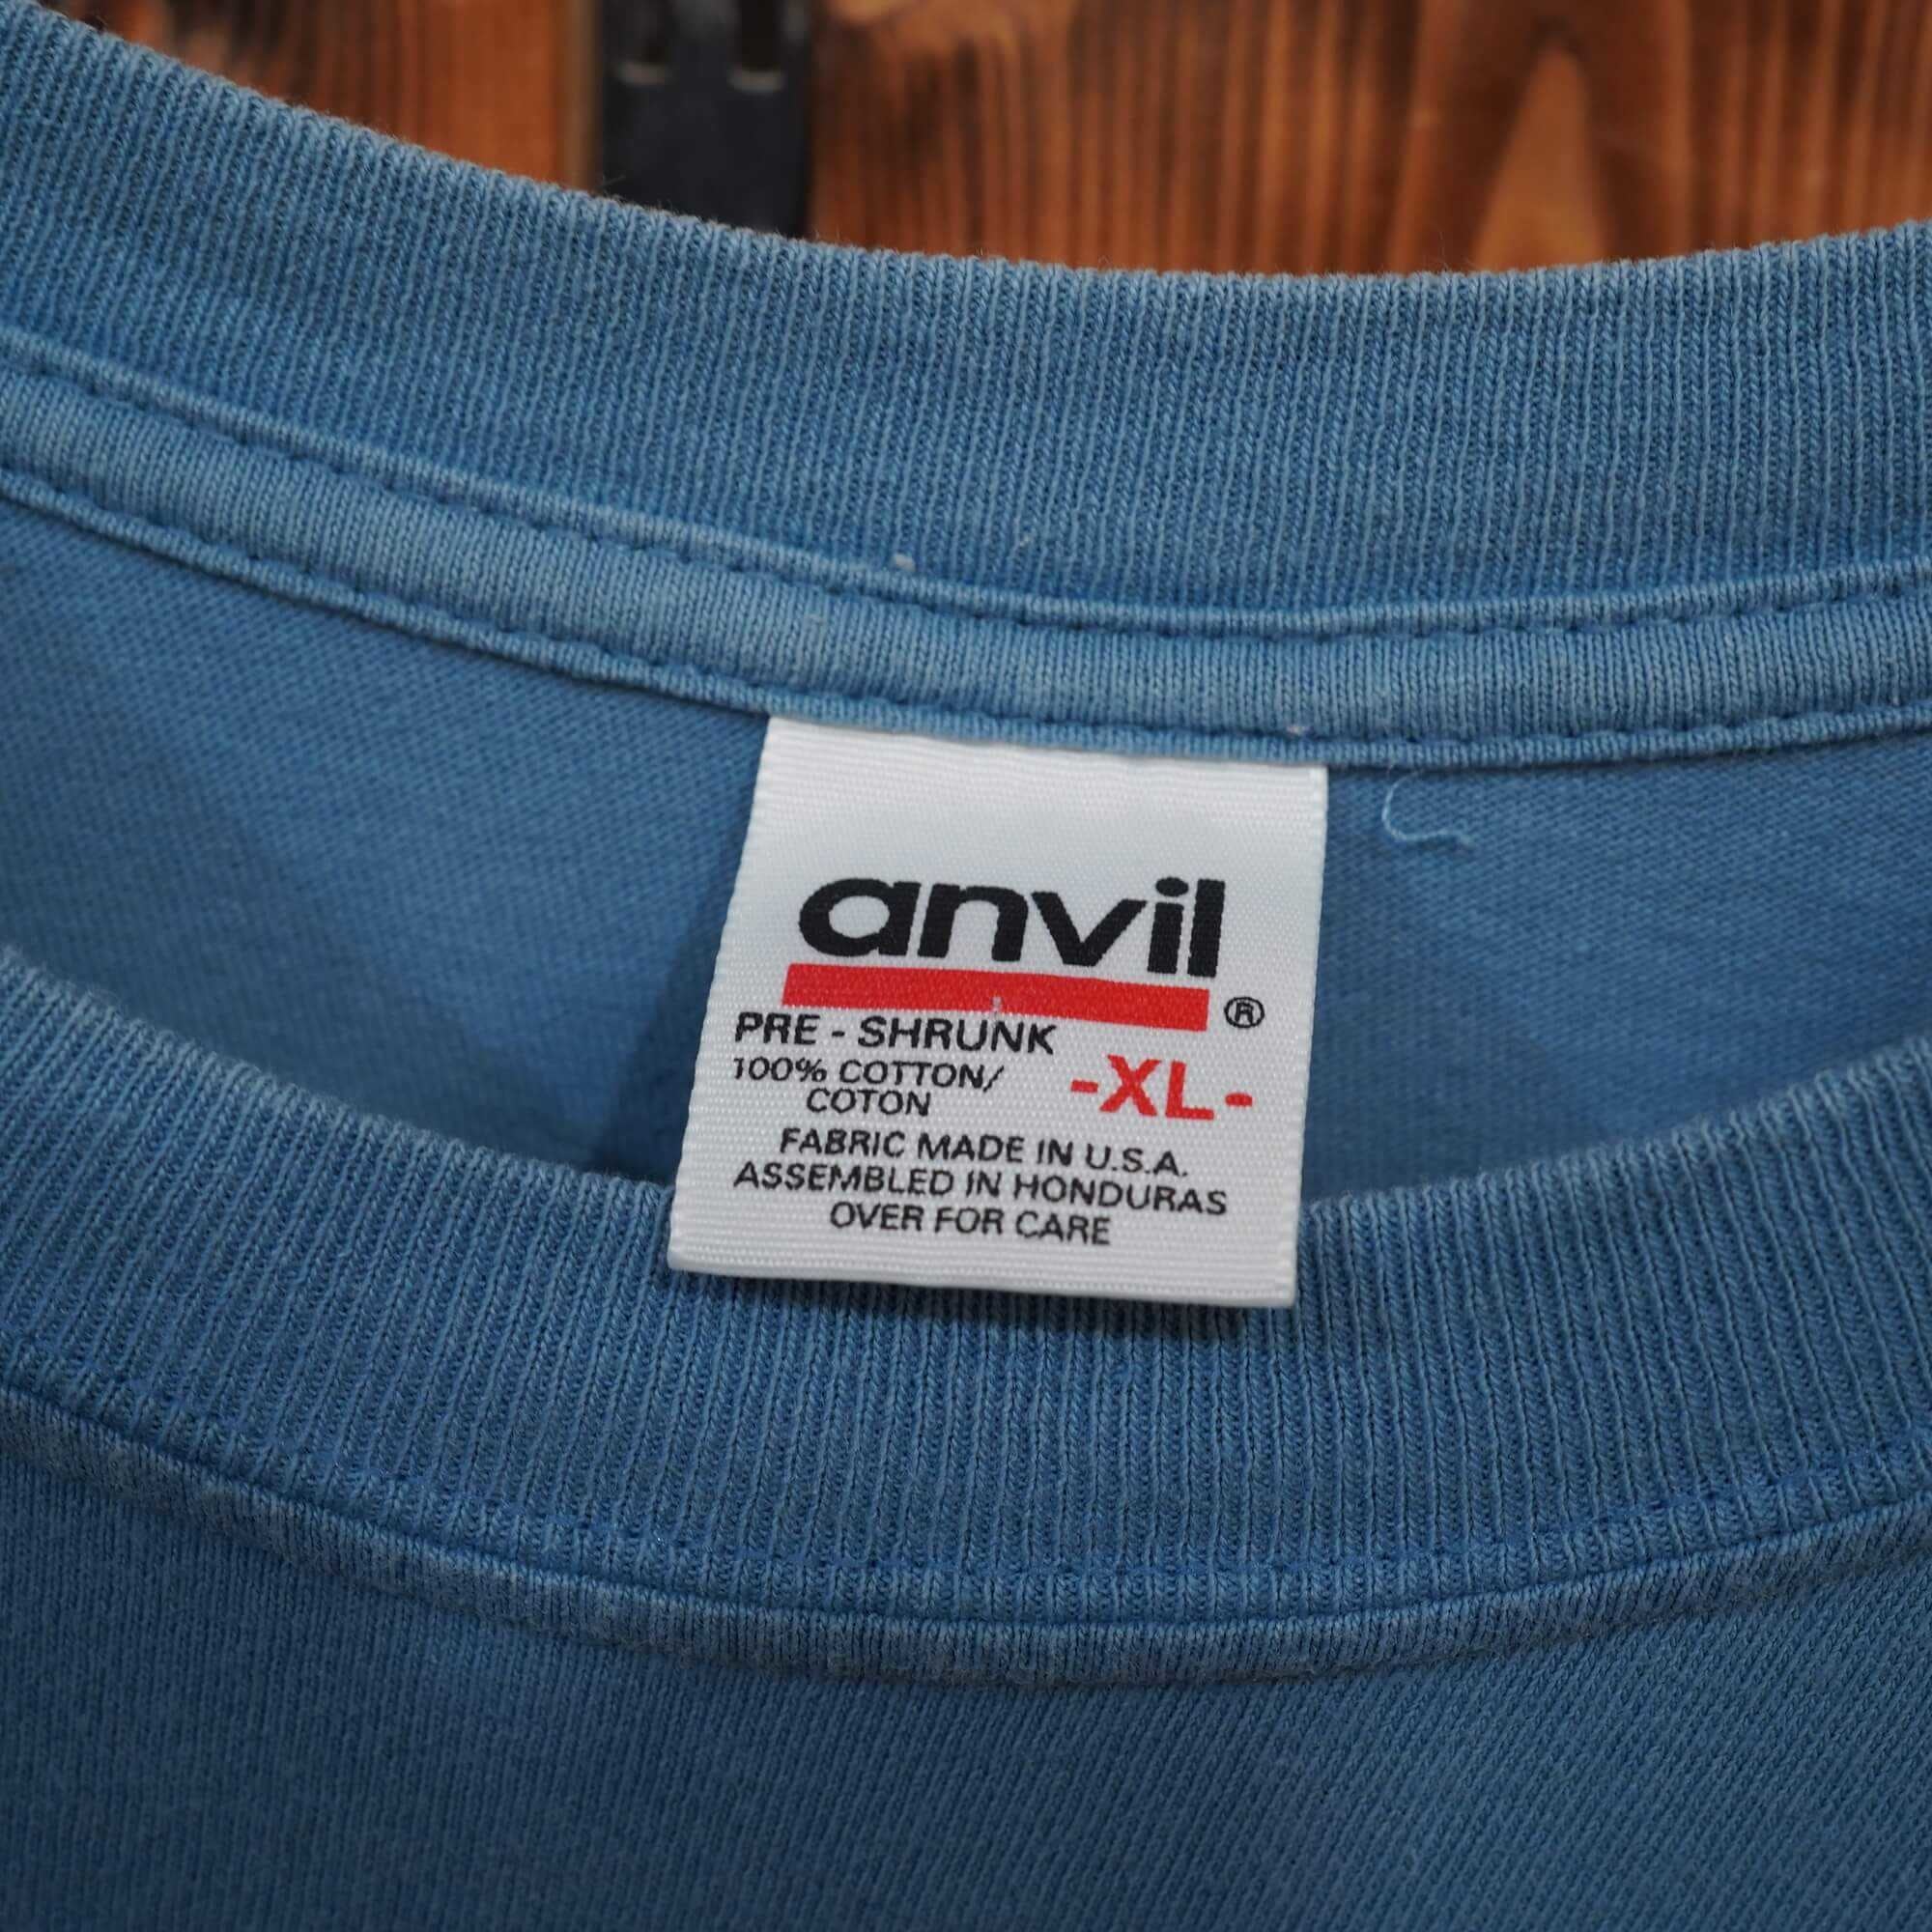 anvil
®
PRE - SHRUNK
100% COTTON/
COTON
-XL-
FABRIC MADE IN U.S.A.
ASSEMBLED IN HONDURAS
OVER FOR CARE